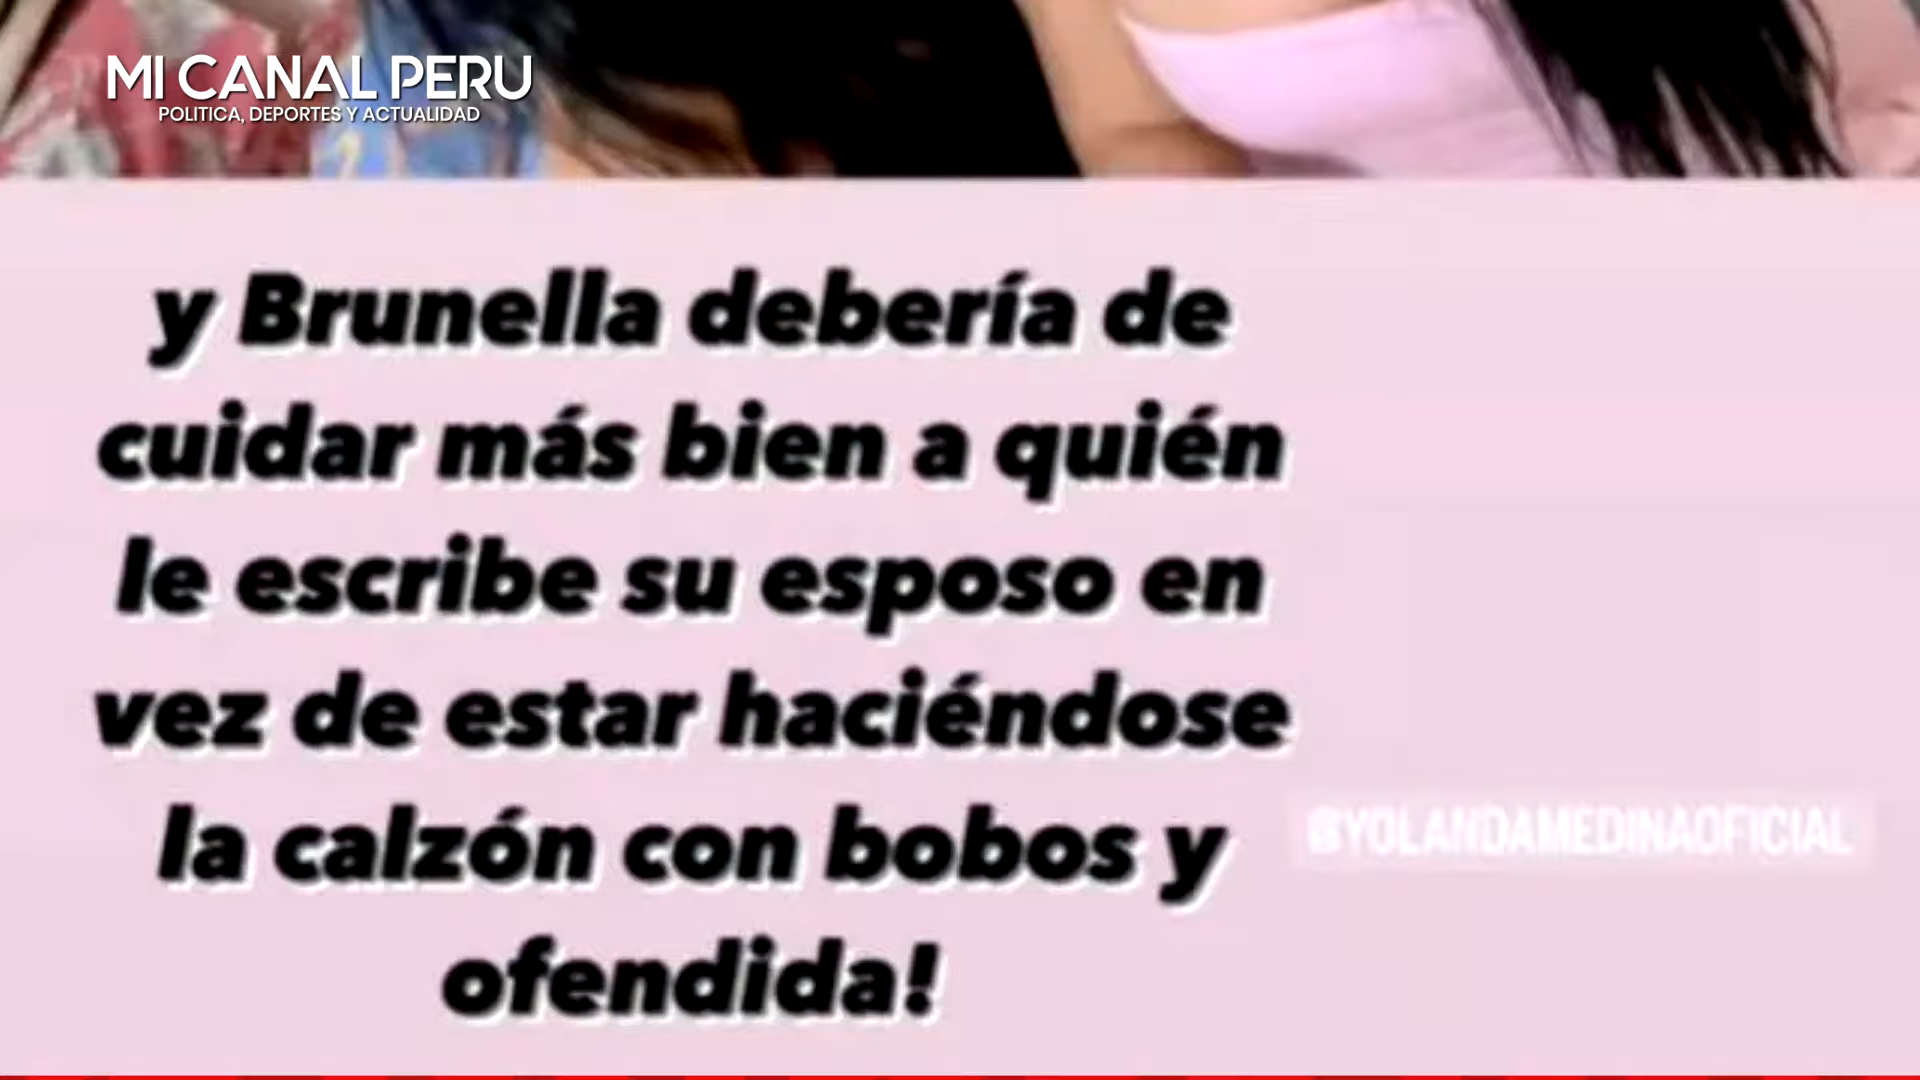 MI CANAL PERU
POLITICA, DEPORTES Y ACTUALIDAD
y Brunella debería de
cuidar más bien a quién
le escribe su esposo en
vez de estar haciéndose
la calzón con bobos y
ofendida!
@YOLANDAMEDINAOFICIAL